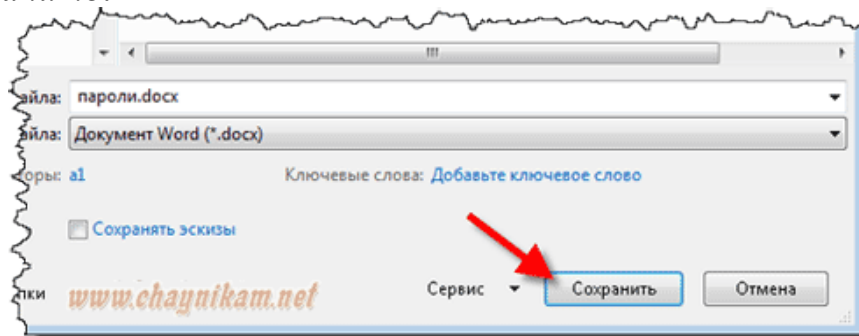 айла: пароли.docx
айла: Документ Word (*.docx)
оры: a1 Ключевые слова: Добавьте ключевое слово
Сохранять эскизы
пки www.chaynikam.net Сервис Сохранить Отмена